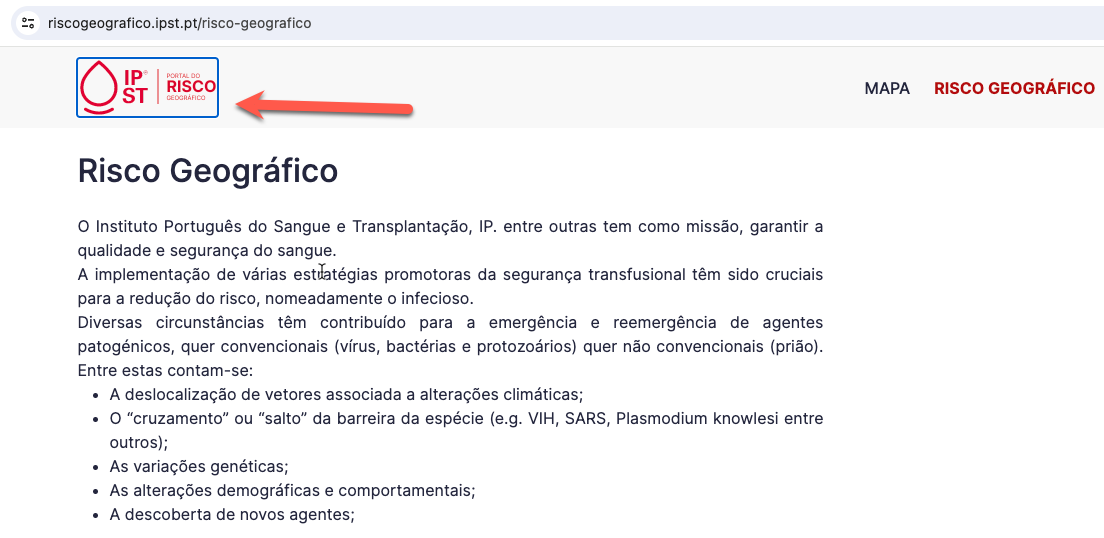 riscogeografico.ipst.pt/risco-geografico
IP
ST
PORTAL DO
RISCO
GEOGRÁFICO
MAPA
RISCO GEOGRÁFICO
Risco Geográfico
O Instituto Português do Sangue e Transplantação, IP. entre outras tem como missão, garantir a
qualidade e segurança do sangue.
A implementação de várias estratégias promotoras da segurança transfusional têm sido cruciais
para a redução do risco, nomeadamente o infecioso.
Diversas circunstâncias têm contribuído para a emergência e reemergência de agentes
patogénicos, quer convencionais (vírus, bactérias e protozoários) quer não convencionais (prião).
Entre estas contam-se:
• A deslocalização de vetores associada a alterações climáticas;
• O “cruzamento” ou “salto” da barreira da espécie (e.g. VIH, SARS, Plasmodium knowlesi entre
outros);
• As variações genéticas;
• As alterações demográficas e comportamentais;
• A descoberta de novos agentes;